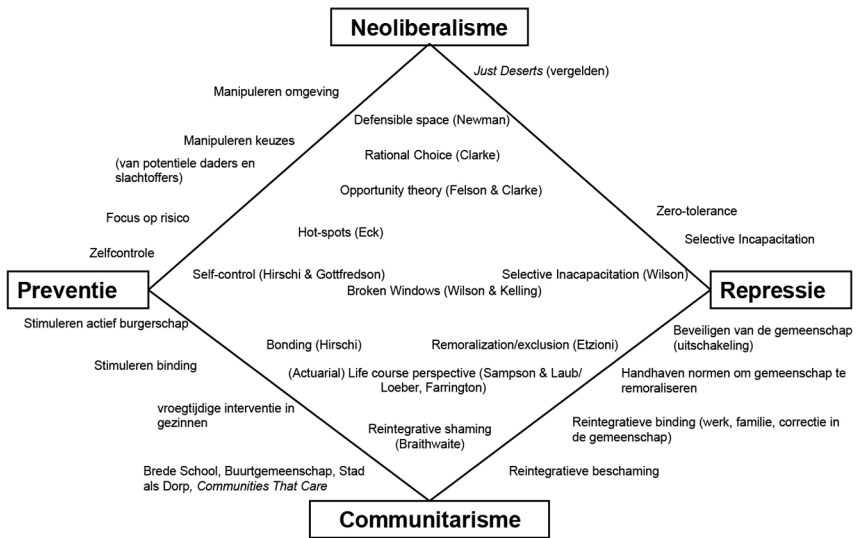 Neoliberalisme
Just Deserts (vergelden)
Manipuleren omgeving
Defensible space (Newman)
Manipuleren keuzes
(van potentiele daders en
slachtoffers)
Rational Choice (Clarke)
Opportunity theory (Felson & Clarke)
Focus op risico
Zero-tolerance
Hot-spots (Eck)
Selective Incapacitation
Zelfcontrole
Self-control (Hirschi & Gottfredson)
Selective Inacapacitation (Wilson)
Preventie
Broken Windows (Wilson & Kelling)
Repressie
Stimuleren actief burgerschap
Beveiligen van de gemeenschap
(uitschakeling)
Bonding (Hirschi)
Remoralization/exclusion (Etzioni)
Stimuleren binding
(Actuarial) Life course perspective (Sampson & Laub/
Loeber, Farrington)
Handhaven normen om gemeenschap te
remoraliseren
vroegtijdige interventie in
gezinnen
Reintegrative shaming
(Braithwaite)
Reintegratieve binding (werk, familie, correctie in
de gemeenschap)
Brede School, Buurtgemeenschap, Stad
als Dorp, Communities That Care
Reintegratieve beschaming
Communitarisme